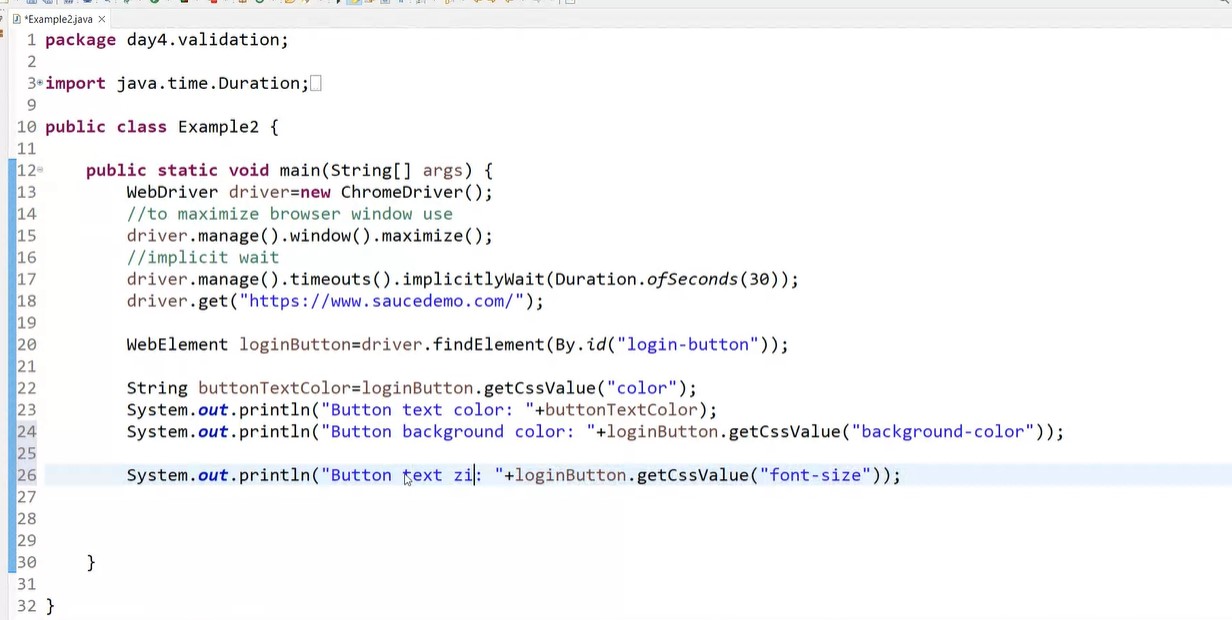 *Example2.java
1 package day4.validation;
2
3 import java.time.Duration;
9
10 public class Example2 {
11
12 public static void main(String[] args) {
13 WebDriver driver=new ChromeDriver();
14 //to maximize browser window use
15 driver.manage().window().maximize();
16 //implicit wait
17 driver.manage().timeouts().implicitlyWait(Duration.ofSeconds(30));
18 driver.get("https://www.saucedemo.com/");
19
20 WebElement loginButton=driver.findElement(By.id("login-button"));
21
22 String buttonTextColor=loginButton.getCssValue("color");
23 System.out.println("Button text color: "+buttonTextColor);
24 System.out.println("Button background color: "+loginButton.getCssValue("background-color"));
25
26 System.out.println("Button text zi: "+loginButton.getCssValue("font-size"));
27
28
29
30 }
31
32 }